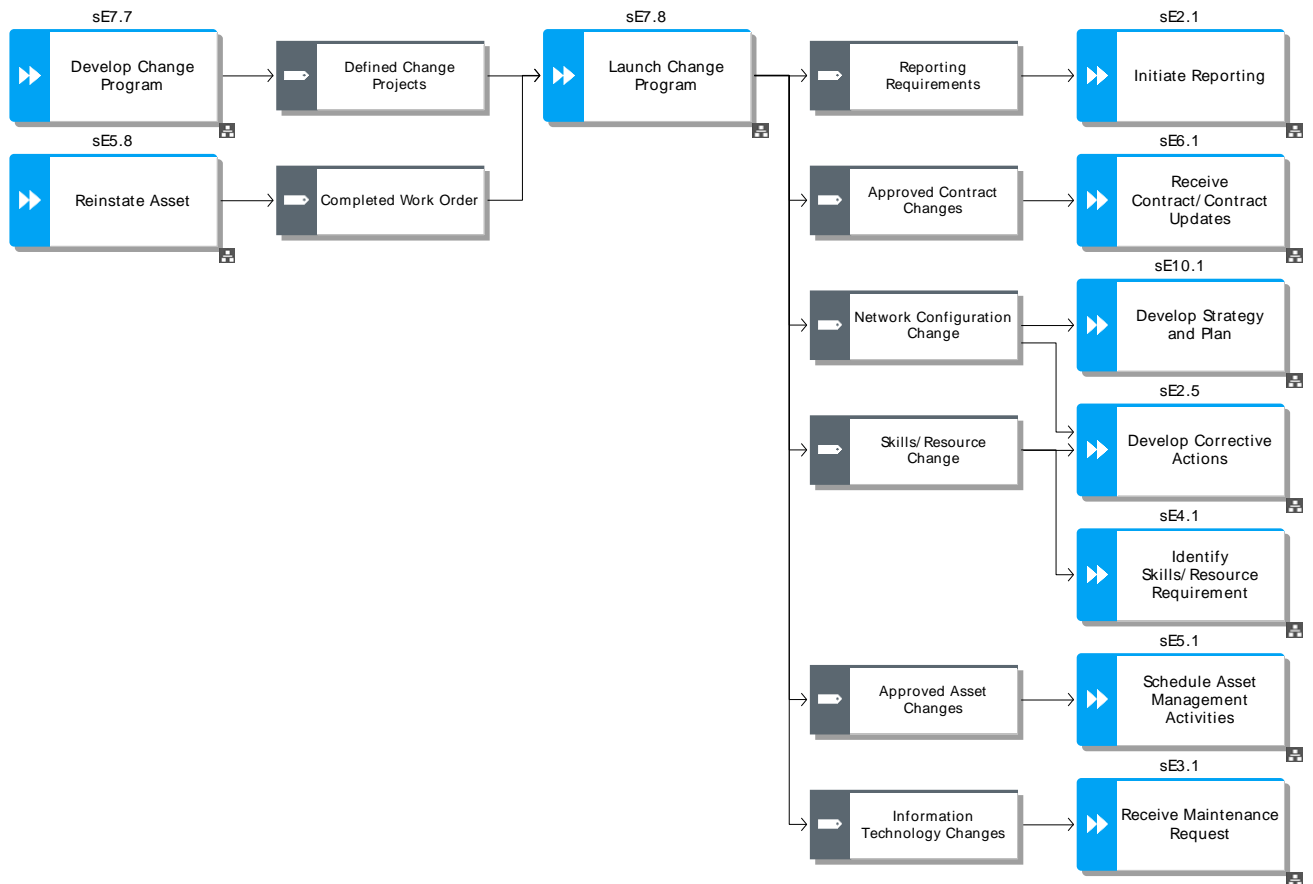 sE7.7
Develop Change
Program
Defined Change
Projects
sE7.8
Launch Change
Program
Reporting
Requirements
sE2.1
Initiate Reporting
sE5.8
Reinstate Asset
Completed Work Order
Approved Contract
Changes
sE6.1
Receive
Contract/Contract
Updates
Network Configuration
Change
sE10.1
Develop Strategy
and Plan
Skills/Resource
Change
sE2.5
Develop Corrective
Actions
sE4.1
Identify
Skills/Resource
Requirement
Approved Asset
Changes
sE5.1
Schedule Asset
Management
Activities
Information
Technology Changes
sE3.1
Receive Maintenance
Request